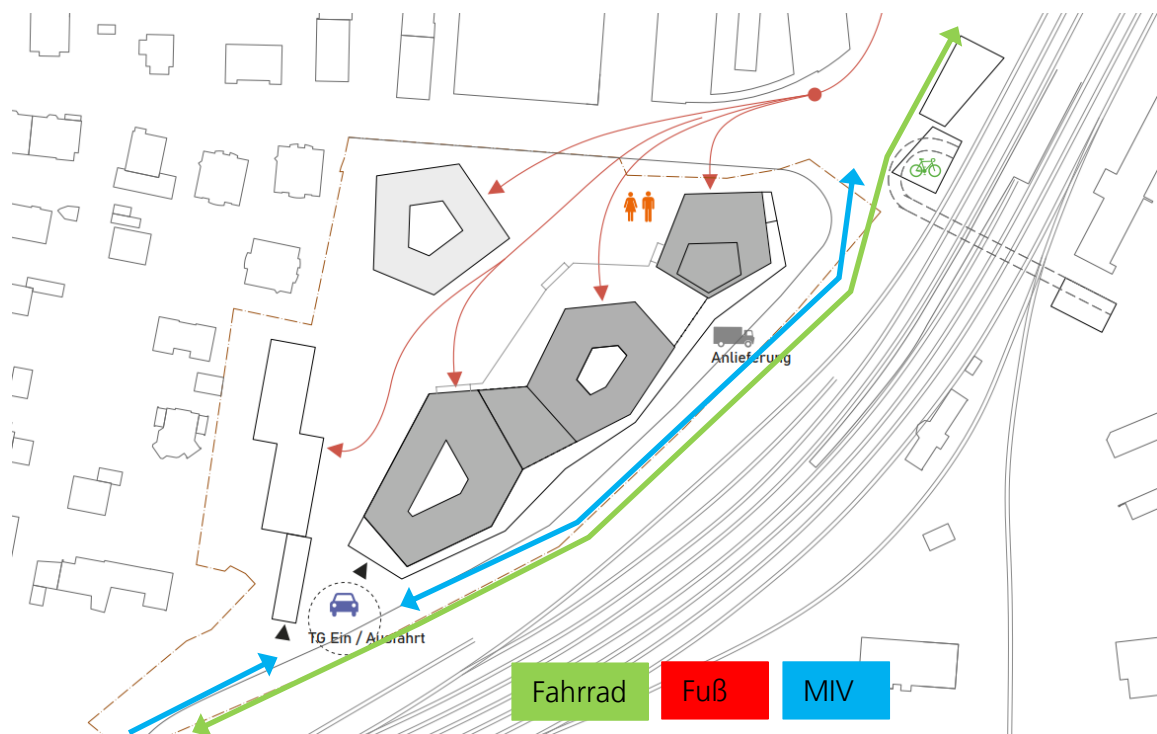 Anlieferung
TG Ein / Ausfahrt
Fahrrad
Fuß
MIV